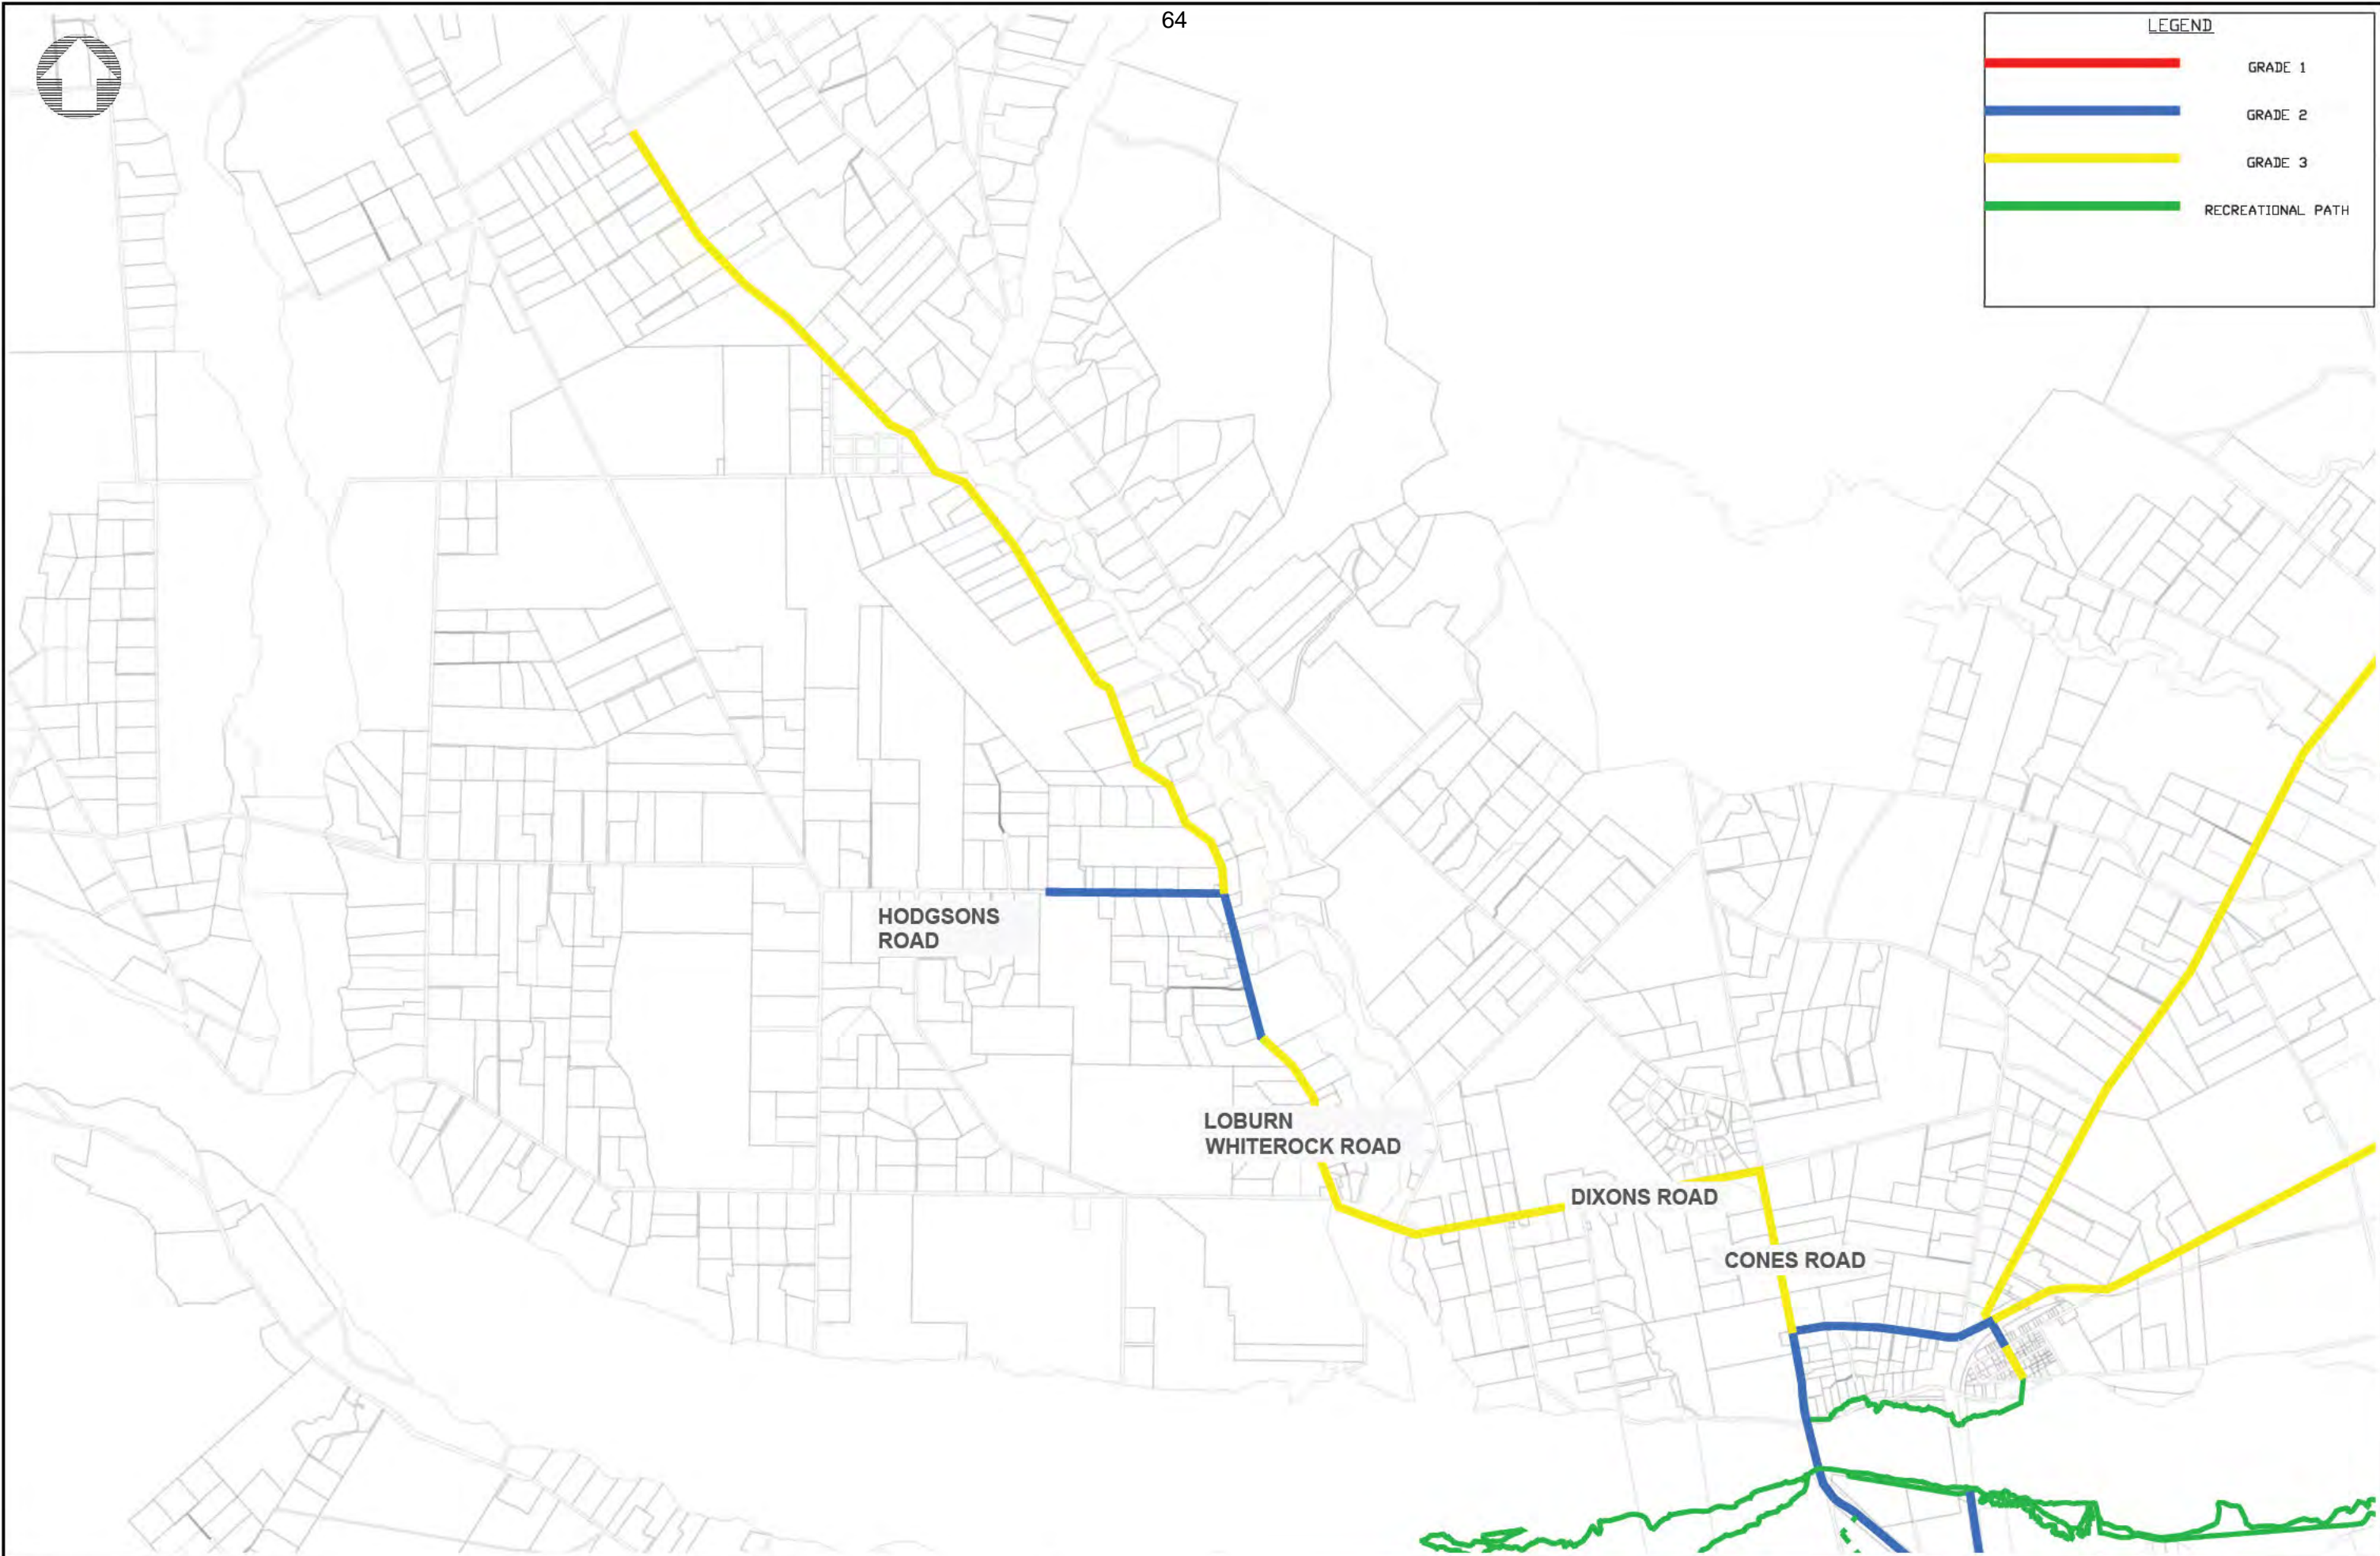 64
LEGEND
GRADE 1
GRADE 2
GRADE 3
RECREATIONAL PATH
HODGSONS
ROAD
LOBURN
WHITEROCK ROAD
DIXONS ROAD
CONES ROAD